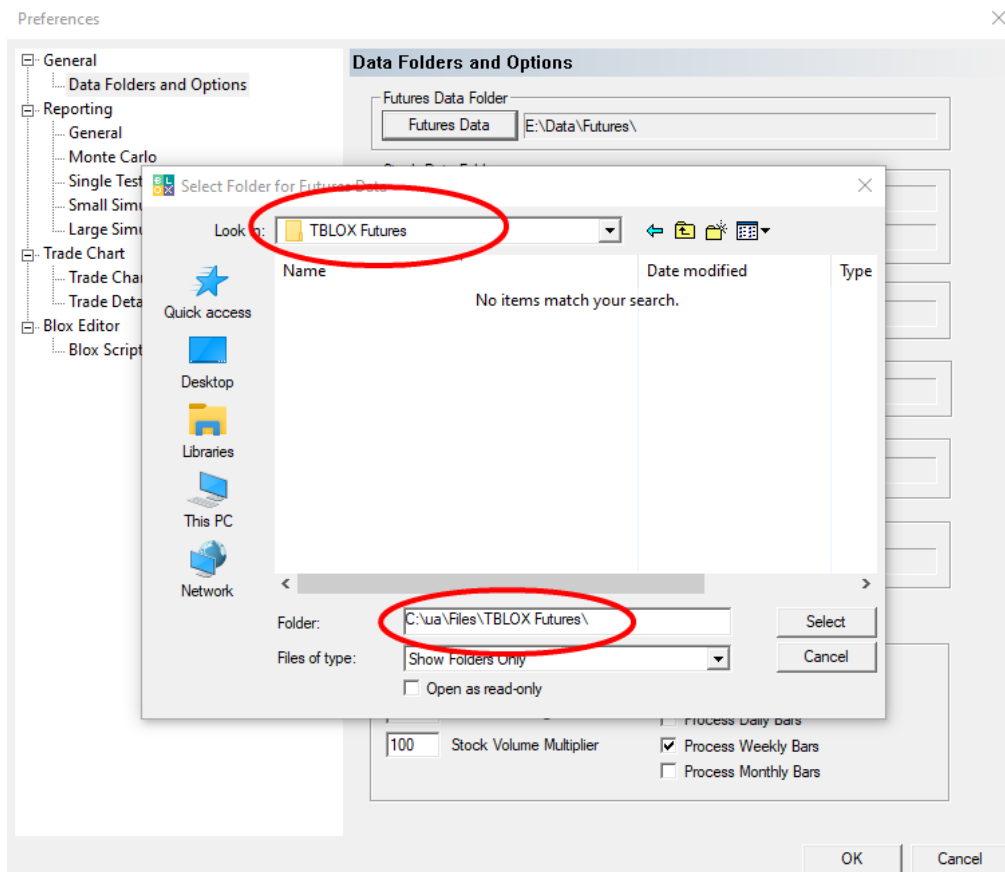 Preferences
General
Data Folders and Options
Reporting
General
Monte Carlo
Single Test
Small Simu
Large Simu
Trade Chart
Trade Char
Trade Deta
Blox Editor
Blox Script
Data Folders and Options
Futures Data Folder
Futures Data E:\Data\Futures\
Select Folder for Futures Data
Look in: TBLOX Futures
Name Date modified Type
No items match your search.
Quick access
Desktop
Libraries
This PC
Network
Folder: C:\ua\Files\TBLOX Futures\
Select
Files of type: Show Folders Only
Cancel
Open as read-only
Process Daily Bars
100 Stock Volume Multiplier
Process Weekly Bars
Process Monthly Bars
OK Cancel